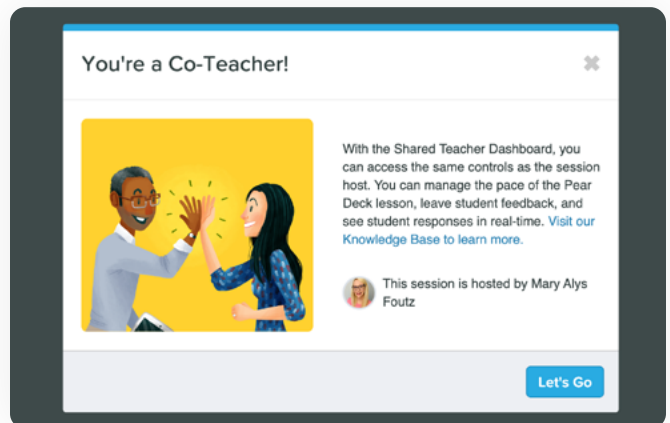 You're a Co-Teacher!
With the Shared Teacher Dashboard, you
can access the same controls as the session
host. You can manage the pace of the Pear
Deck lesson, leave student feedback, and
see student responses in real-time. Visit our
Knowledge Base to learn more.
This session is hosted by Mary Alys
Foutz
Let's Go